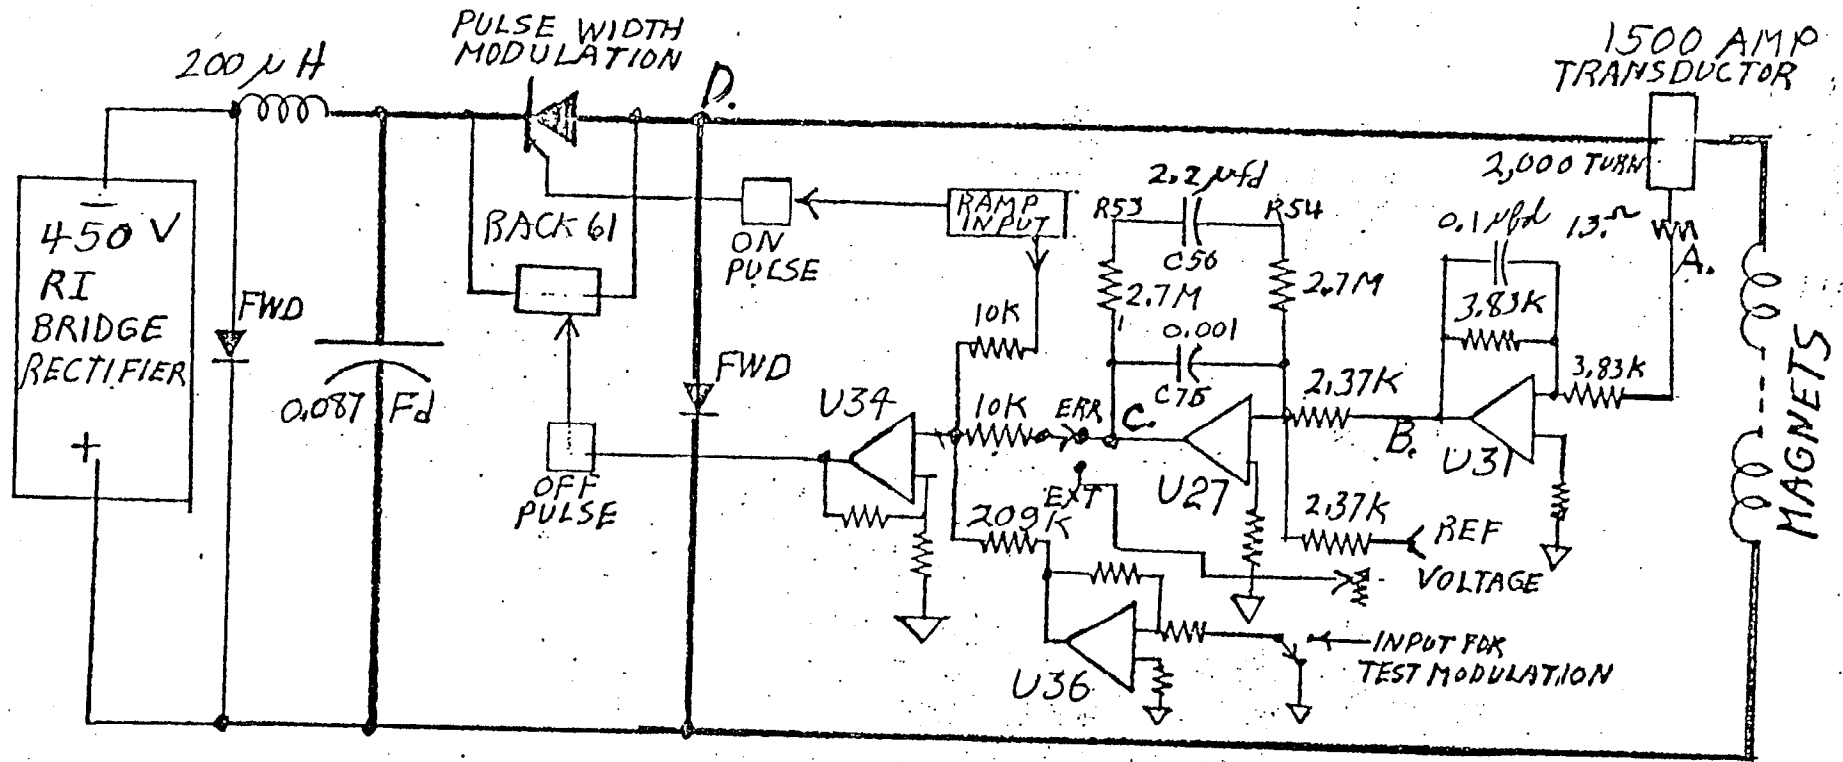 PULSE WIDTH
MODULATION
200 μH
D.
1500 AMP
TRANSDUCTOR
2,000 TURN
- 
450 V
RI
BRIDGE
RECTIFIER
+
FWD
0.087 Fd
RACK 61
ON
PULSE
RAMP
INPUT
R53
2.2 μfd
R54
C56
2.7M
2.7M
0.1 μfd
13.Ω
A.
3.83K
3.83K
10K
0.001
C75
FWD
U34
10K
ERR
C.
2.37K
B.
U31
U27
EXT
209K
OFF
PULSE
2.37K
REF
VOLTAGE
U36
INPUT FOR
TEST MODULATION
MAGNETS